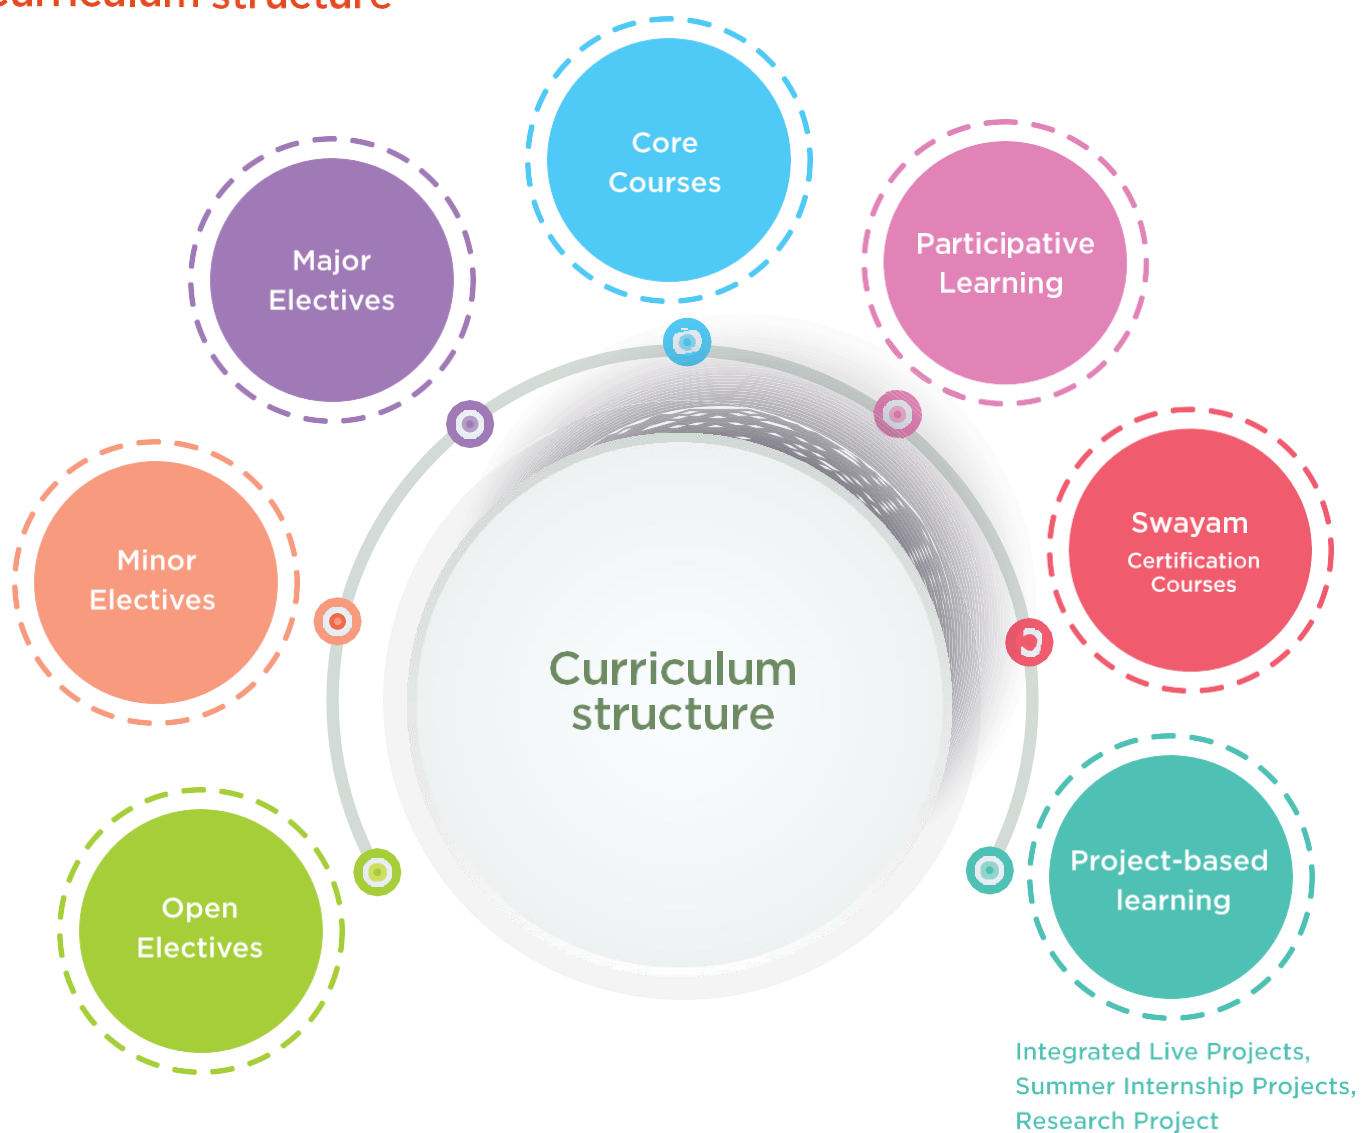 structure
Core
Courses
Major
Electives
Participative
Learning
Minor
Electives
Swayam
Certification
Courses
Curriculum
structure
Open
Electives
Project-based
learning
Integrated Live Projects,
Summer Internship Projects,
Research Project